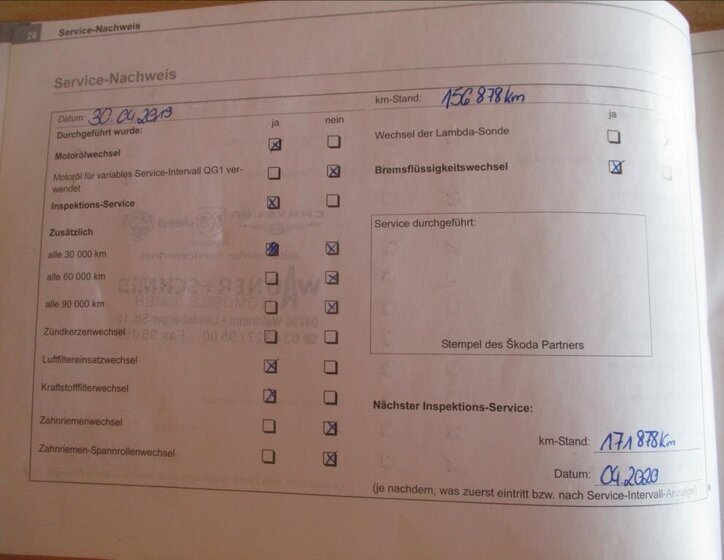 26 Service-Nachweis
Service-Nachweis
Datum: 30.04.2019
km-Stand: 156 878 km
ja nein
Durchgeführt wurde:
Motorölwechsel
Motoröl für variables Service-Intervall QG1 ver-
wendet
Inspektions-Service
Zusätzlich
alle 30 000 km
alle 60 000 km
alle 90 000 km
Zündkerzenwechsel
Luftfiltereinsatzwechsel
Kraftstofffilterwechsel
Zahnriemenwechsel
Zahnriemen-Spannrollenwechsel
ja
Wechsel der Lambda-Sonde
Bremsflüssigkeitswechsel
Service durchgeführt:
Stempel des Škoda Partners
Nächster Inspektions-Service:
km-Stand: 171 878 km
Datum: 04.2020
(je nachdem, was zuerst eintritt bzw. nach Service-Intervall-Anzeige)